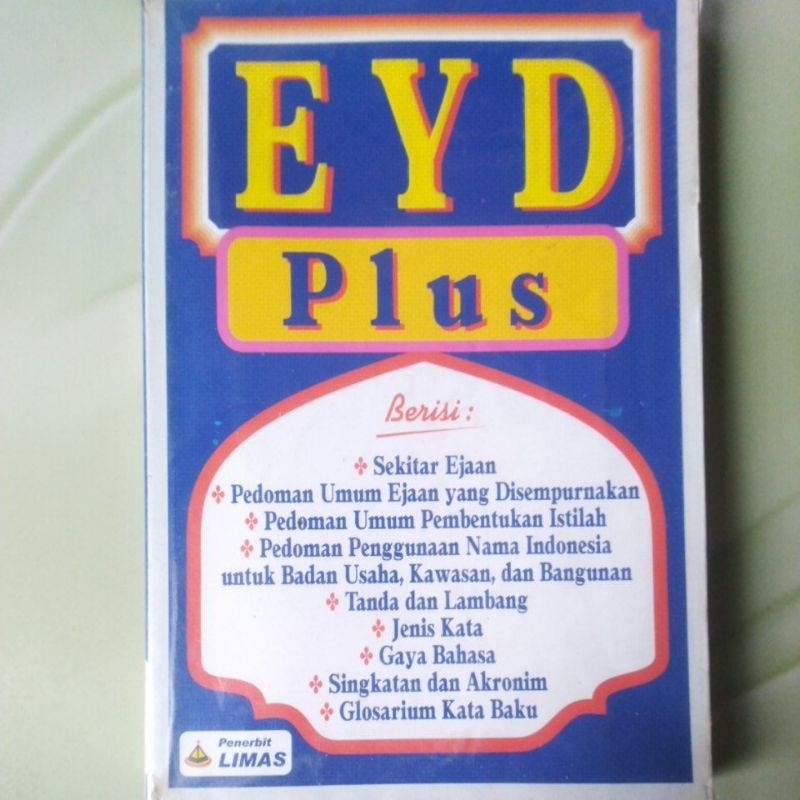 EYD
Plus
Berisi :
❖ Sekitar Ejaan
❖ Pedoman Umum Ejaan yang Disempurnakan
❖ Pedoman Umum Pembentukan Istilah
❖ Pedoman Penggunaan Nama Indonesia
untuk Badan Usaha, Kawasan, dan Bangunan
❖ Tanda dan Lambang
❖ Jenis Kata
❖ Gaya Bahasa
❖ Singkatan dan Akronim
❖ Glosarium Kata Baku
Penerbit
LIMAS